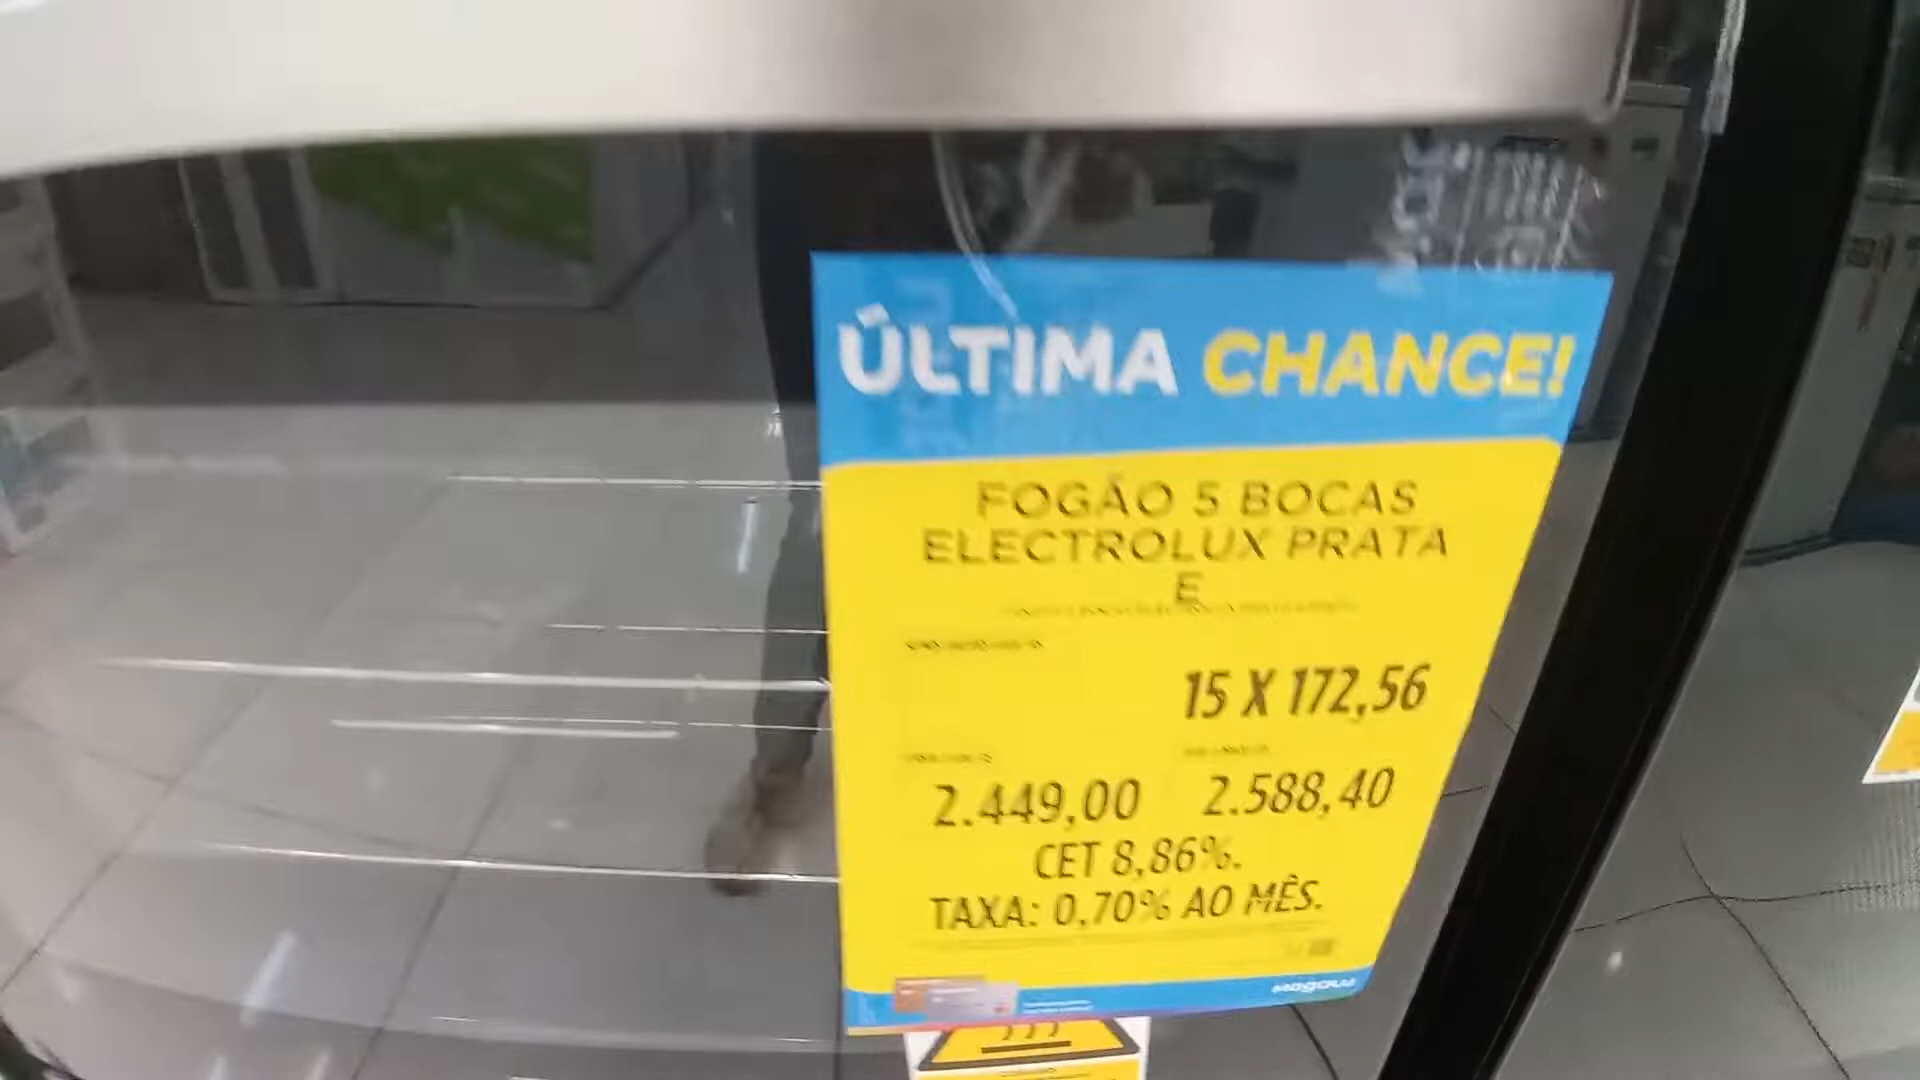 ÚLTIMA CHANCE!
FOGÃO 5 BOCAS
ELECTROLUX PRATA
E
15 X 172,56
2.449,00 2.588,40
CET 8,86%.
TAXA: 0,70% AO MÊS.
Magalu